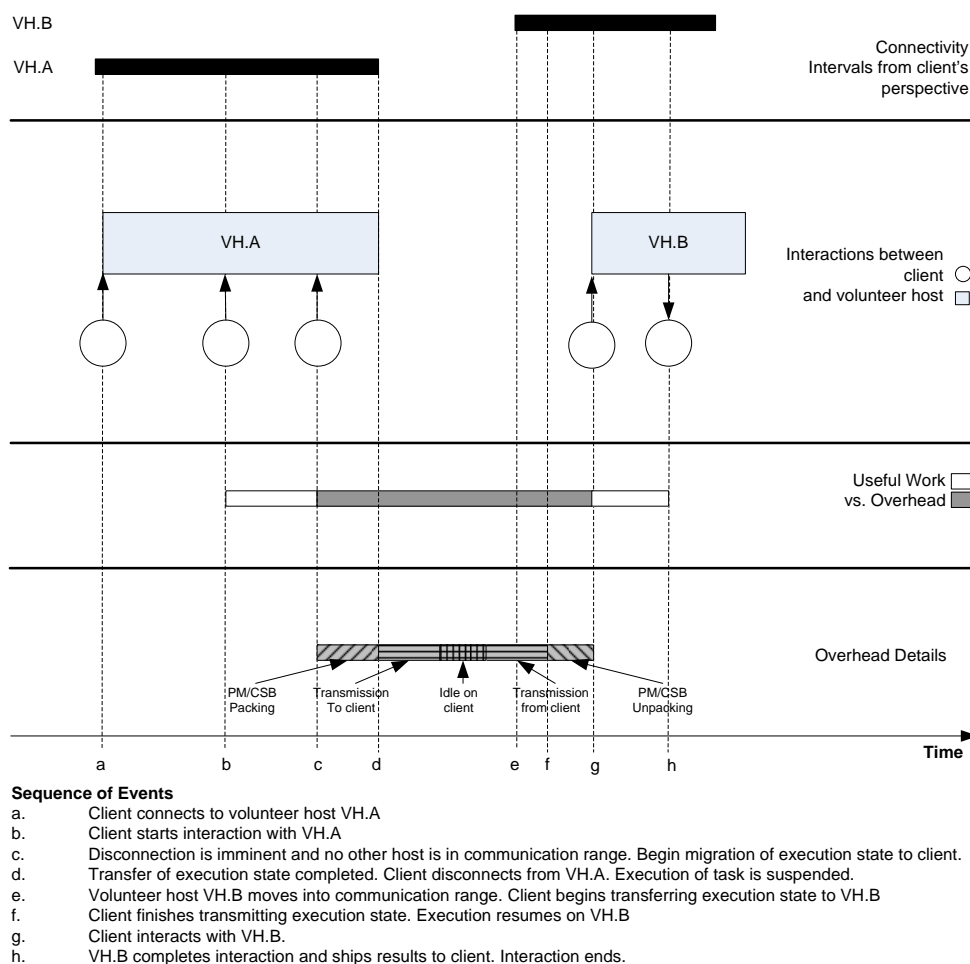 VH.B
VH.A
Connectivity
Intervals from client's
perspective
VH.A
VH.B
Interactions between
client
and volunteer host
Useful Work
vs. Overhead
Overhead Details
PM/CSB
Packing
Transmission
To client
Idle on
client
Transmission
from client
PM/CSB
Unpacking
Time
a b c d e f g h
Sequence of Events
a. Client connects to volunteer host VH.A
b. Client starts interaction with VH.A
c. Disconnection is imminent and no other host is in communication range. Begin migration of execution state to client.
d. Transfer of execution state completed. Client disconnects from VH.A. Execution of task is suspended.
e. Volunteer host VH.B moves into communication range. Client begins transferring execution state to VH.B
f. Client finishes transmitting execution state. Execution resumes on VH.B
g. Client interacts with VH.B.
h. VH.B completes interaction and ships results to client. Interaction ends.